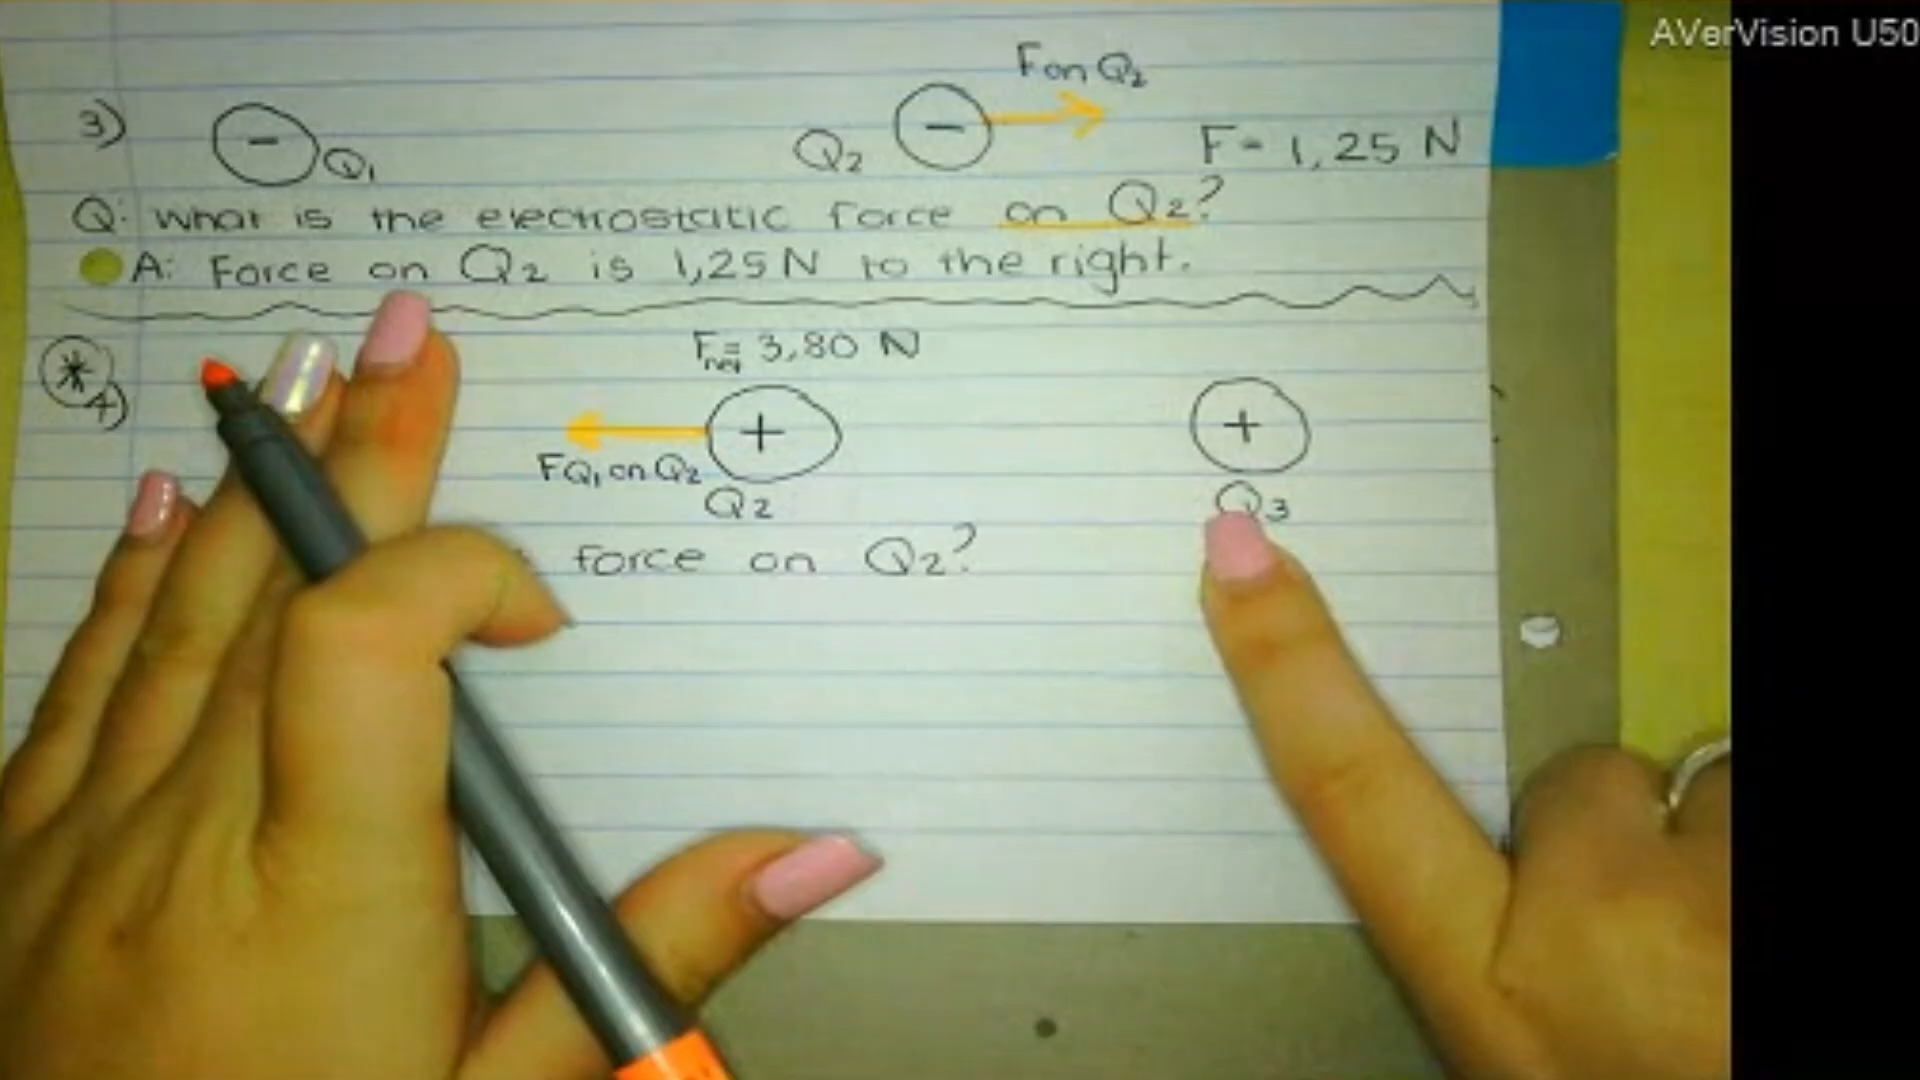 AVerVision U50
F on Q2
3) - Q1 Q2 - F = 1,25 N
Q: What is the electrostatic force on Q2?
A: Force on Q2 is 1,25 N to the right.
Fnet = 3,80 N
* 4) + +
FQ1 on Q2
Q2 Q3
force on Q2?